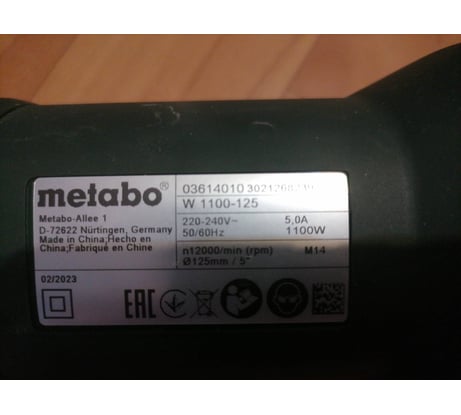 metabo
Metabo-Allee 1
D-72622 Nürtingen, Germany
Made in China;Hecho en
China;Fabriqué en Chine
02/2023
03614010
W 1100-125
220-240V~ 5,0A
50/60Hz 1100W
n12000/min (rpm) M14
Ø125mm / 5"
EAC